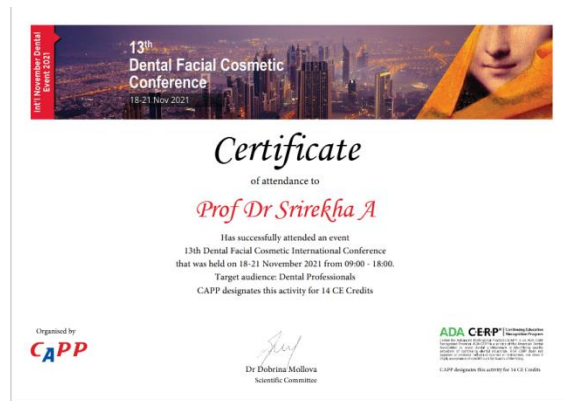 Int'l November Dental
Event 2021
13th
Dental Facial Cosmetic
Conference
18-21 Nov 2021
Certificate
of attendance to
Prof Dr Srirekha A
Has successfully attended an event
13th Dental Facial Cosmetic International Conference
that was held on 18-21 November 2021 from 09:00 - 18:00.
Target audience: Dental Professionals
CAPP designates this activity for 14 CE Credits
Organised by
CAPP
Dr Dobrina Mollova
Scientific Committee
ADA CERP® | Continuing Education
Recognition Program
CAPP designates this activity for 14 CE Credits